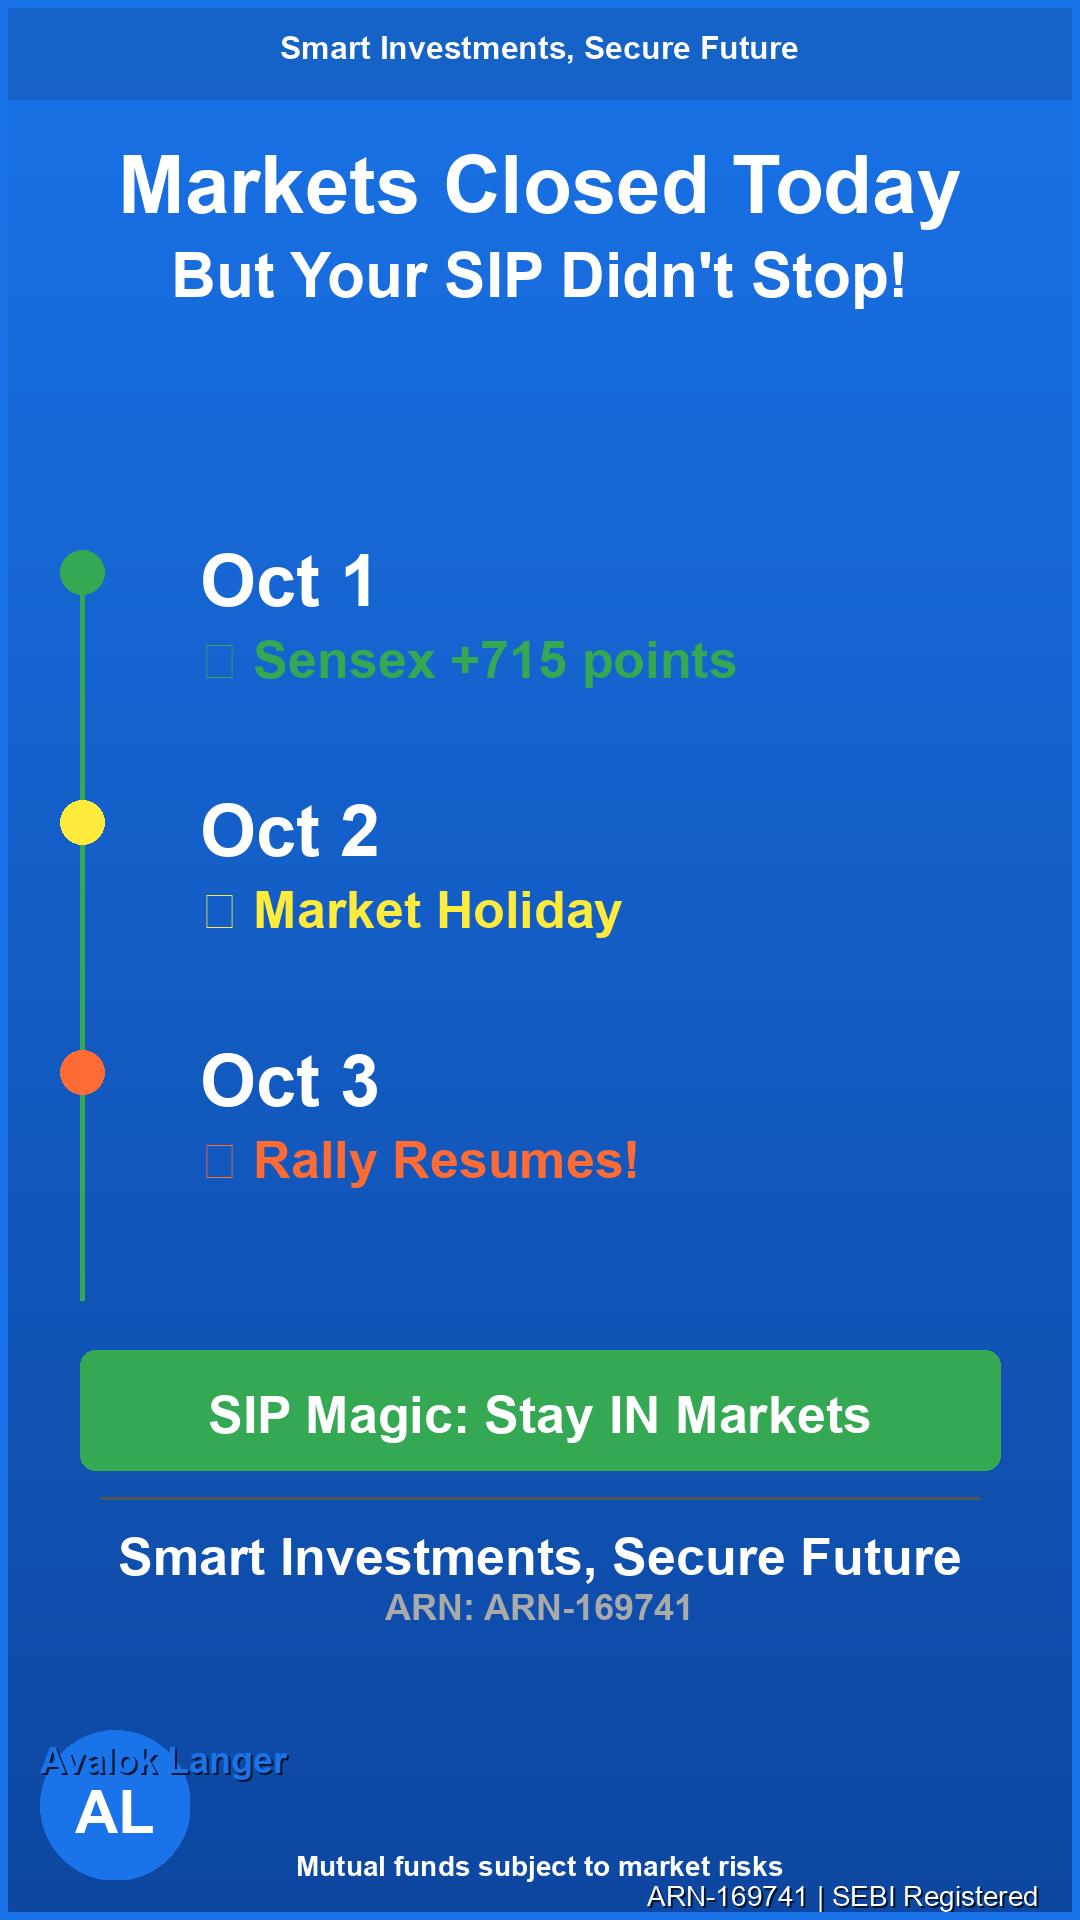 Smart Investments, Secure Future
Markets Closed Today
But Your SIP Didn't Stop!
Oct 1
Sensex +715 points
Oct 2
Market Holiday
Oct 3
Rally Resumes!
SIP Magic: Stay IN Markets
Smart Investments, Secure Future
ARN: ARN-169741
Avalok Langer
AL
Mutual funds subject to market risks
ARN-169741 | SEBI Registered